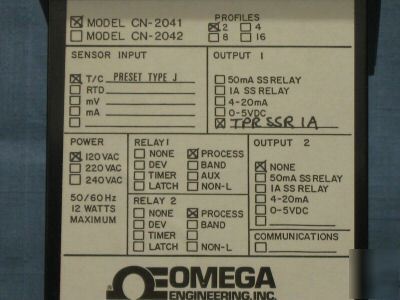 MODEL CN-2041
MODEL CN-2042
PROFILES
2 4
8 16
SENSOR INPUT
T/C PRESET TYPE J
RTD
mV
mA
OUTPUT 1
50mA SS RELAY
1A SS RELAY
4-20mA
0-5VDC
TPR SSR 1A
POWER
120 VAC
220 VAC
240 VAC
50/60 Hz
12 WATTS
MAXIMUM
RELAY 1
NONE PROCESS
DEV BAND
TIMER AUX
LATCH NON-L
RELAY 2
NONE PROCESS
DEV BAND
TIMER
LATCH NON-L
OUTPUT 2
NONE
50mA SS RELAY
1A SS RELAY
4-20mA
0-5VDC
COMMUNICATIONS
OMEGA
ENGINEERING, INC.